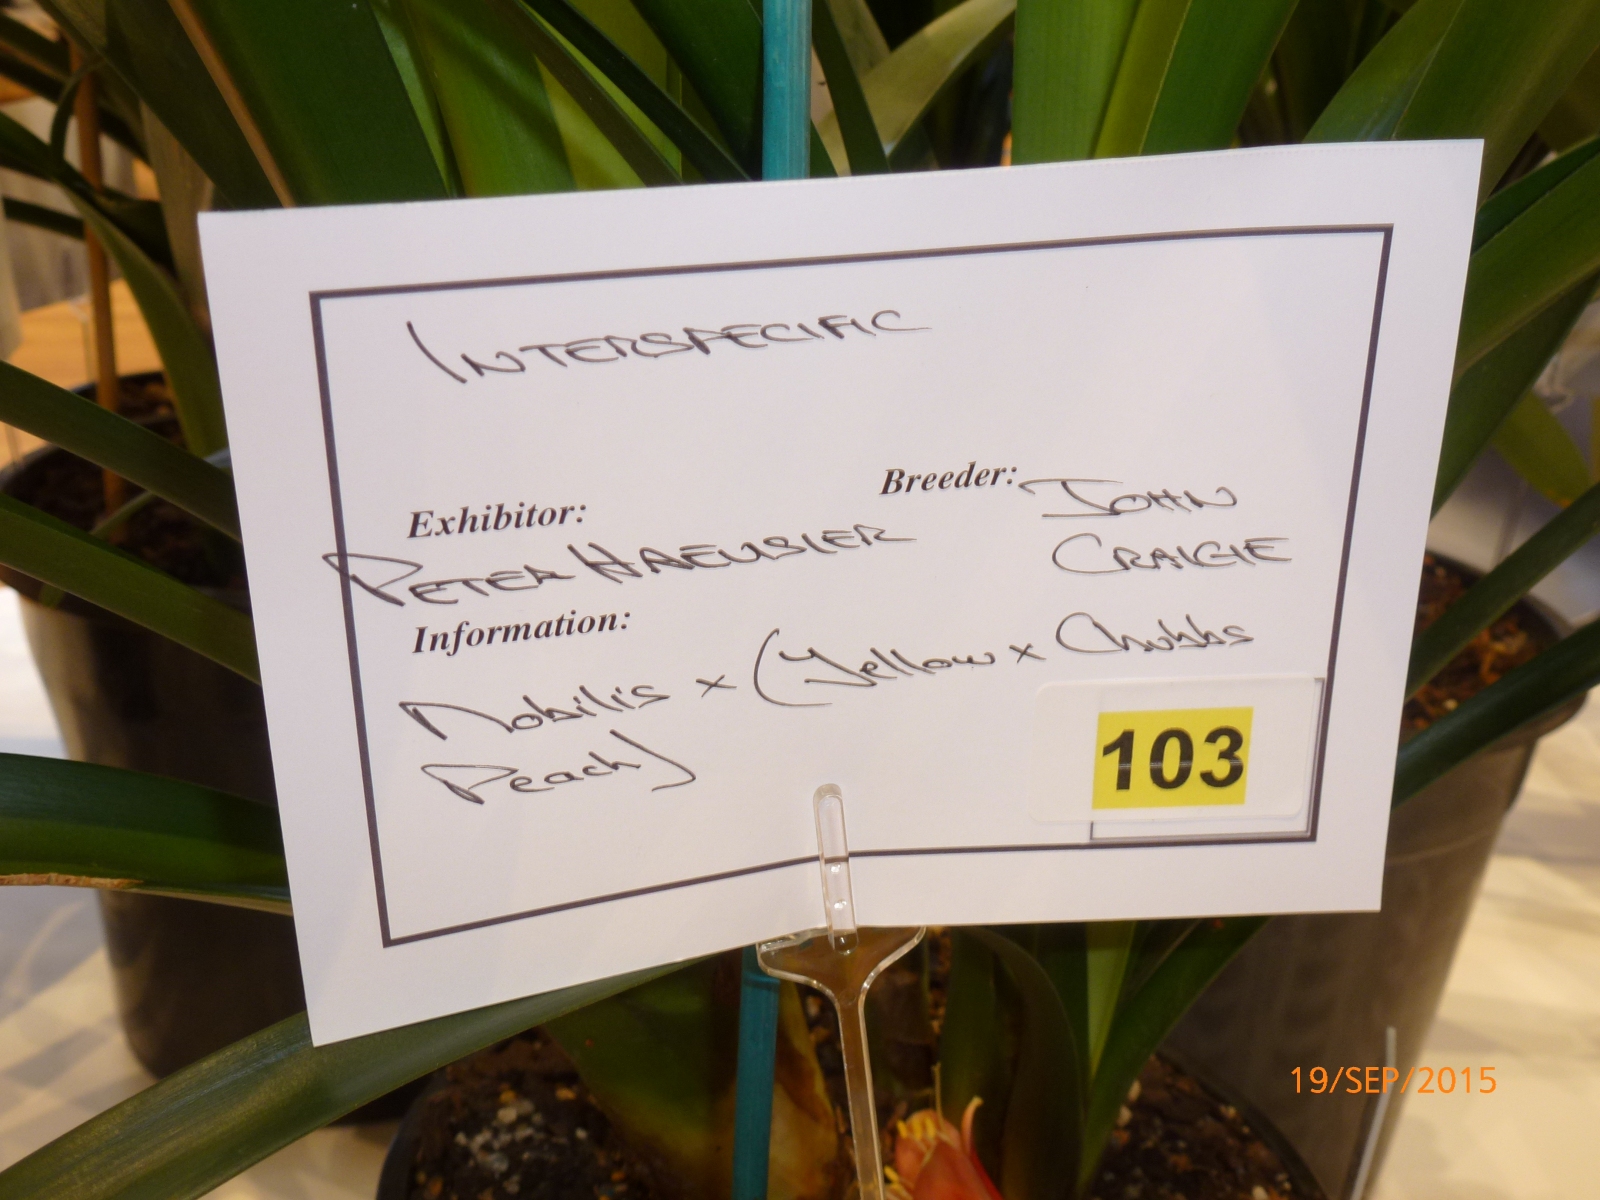 INTERSPECIFIC
Exhibitor:
PETER HAEUSLER
Breeder: JOHN
CRAIGIE
Information:
Nobilis x (Yellow x Chubbs
Peach)
103
19/SEP/2015